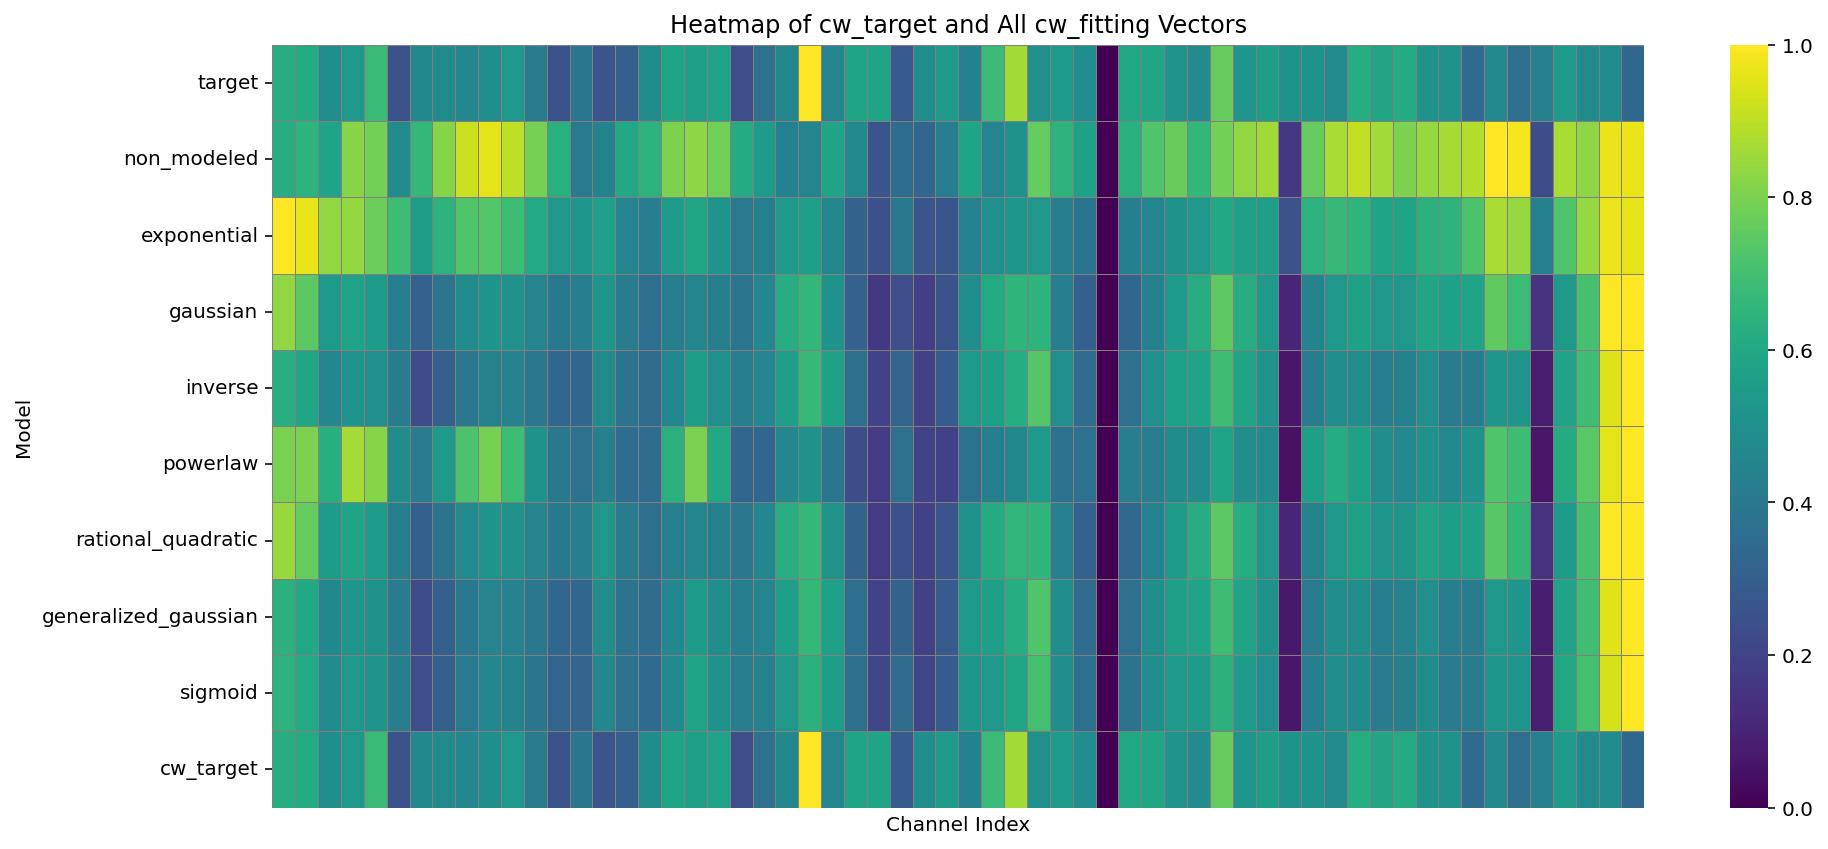 Heatmap of cw_target and All cw_fitting Vectors
target
non_modeled
exponential
gaussian
inverse
powerlaw
rational_quadratic
generalized_gaussian
sigmoid
cw_target
Model
Channel Index
1.0
0.8
0.6
0.4
0.2
0.0